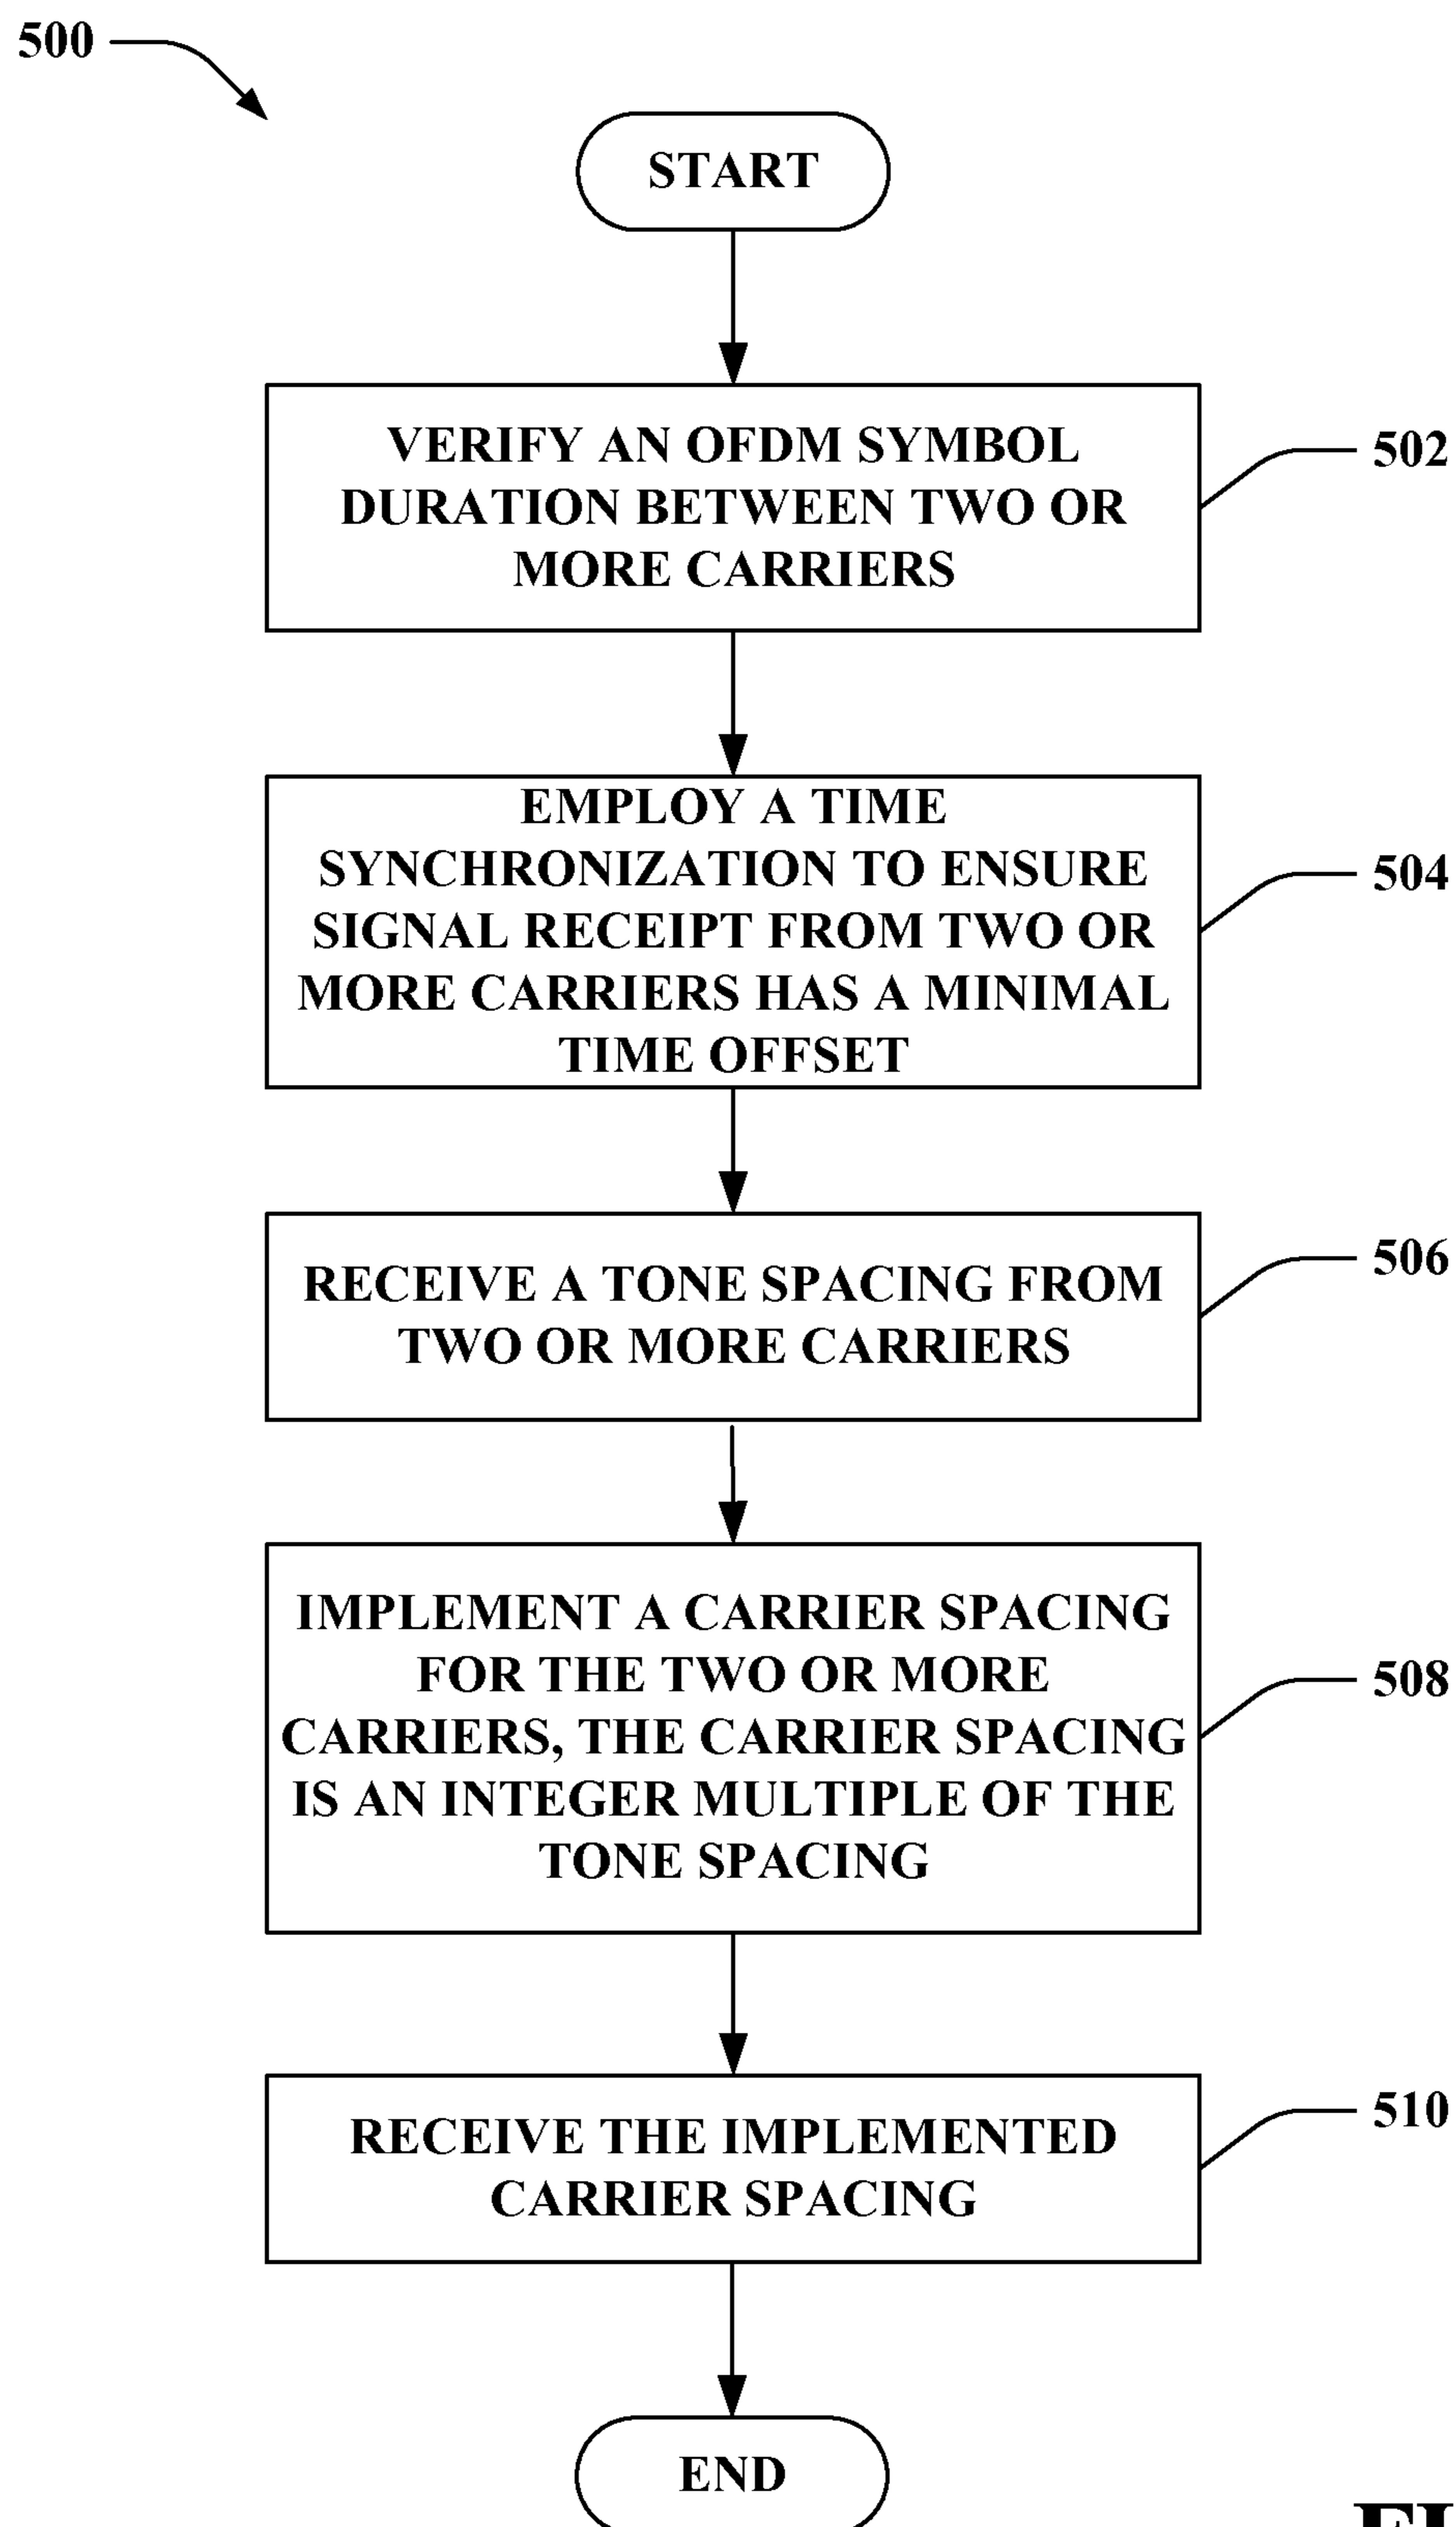 500
START
VERIFY AN OFDM SYMBOL
DURATION BETWEEN TWO OR
MORE CARRIERS
502
EMPLOY A TIME
SYNCHRONIZATION TO ENSURE
SIGNAL RECEIPT FROM TWO OR
MORE CARRIERS HAS A MINIMAL
TIME OFFSET
504
RECEIVE A TONE SPACING FROM
TWO OR MORE CARRIERS
506
IMPLEMENT A CARRIER SPACING
FOR THE TWO OR MORE
CARRIERS, THE CARRIER SPACING
IS AN INTEGER MULTIPLE OF THE
TONE SPACING
508
RECEIVE THE IMPLEMENTED
CARRIER SPACING
510
END